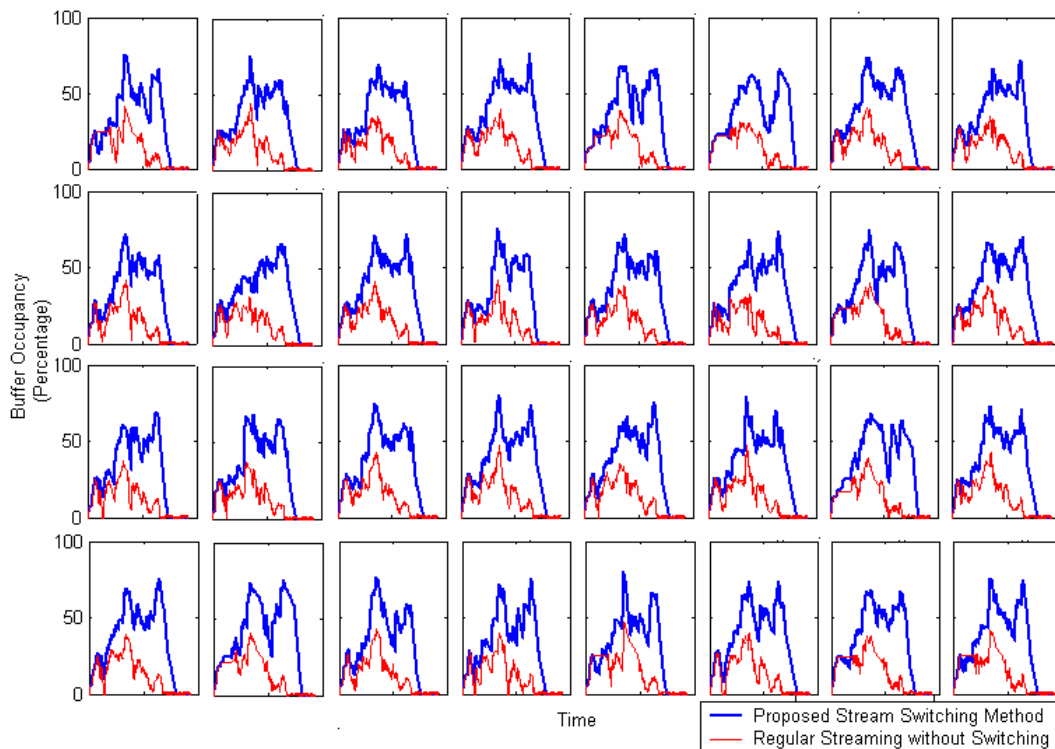 100
50
0
100
50
0
Buffer Occupancy
(Percentage)
100
50
0
100
50
0
Time
Proposed Stream Switching Method
Regular Streaming without Switching